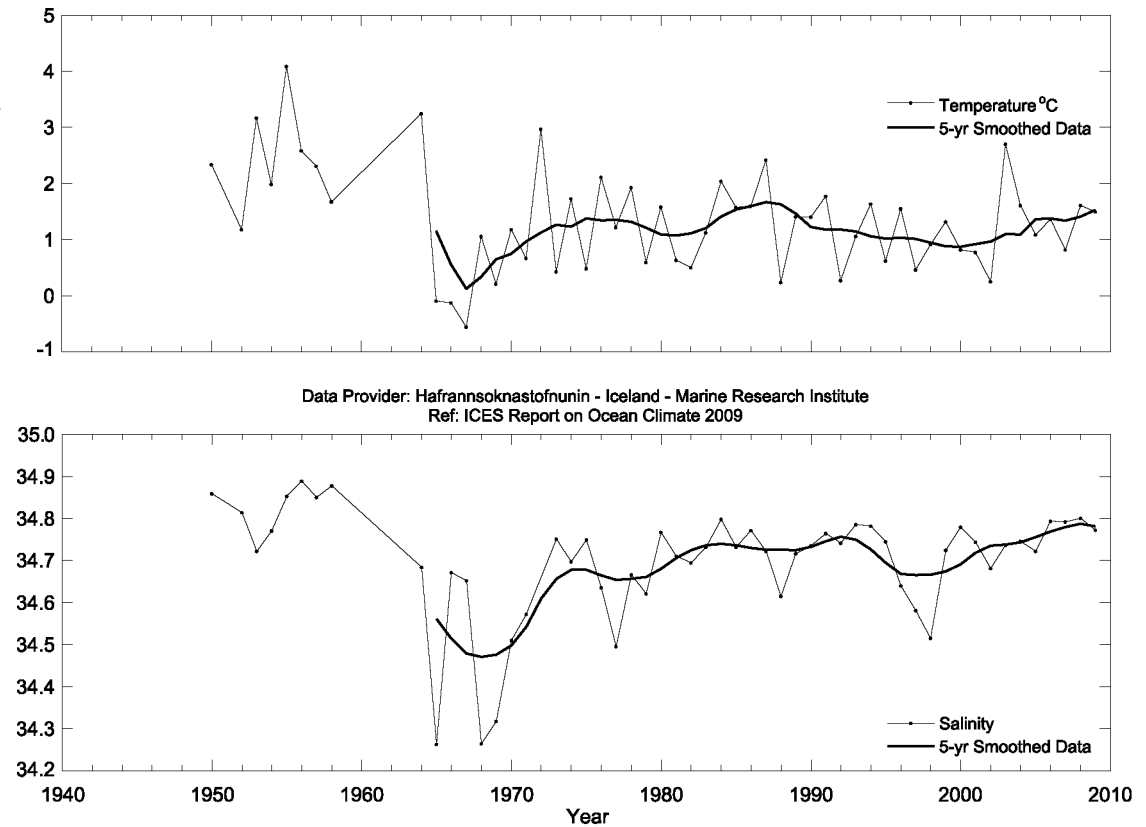 5
4
3
2
1
0
-1
Temperature °C
5-yr Smoothed Data
Data Provider: Hafrannsoknastofnunin - Iceland - Marine Research Institute
Ref: ICES Report on Ocean Climate 2009
35.0
34.9
34.8
34.7
34.6
34.5
34.4
34.3
34.2
Salinity
5-yr Smoothed Data
1940 1950 1960 1970 1980 1990 2000 2010
Year